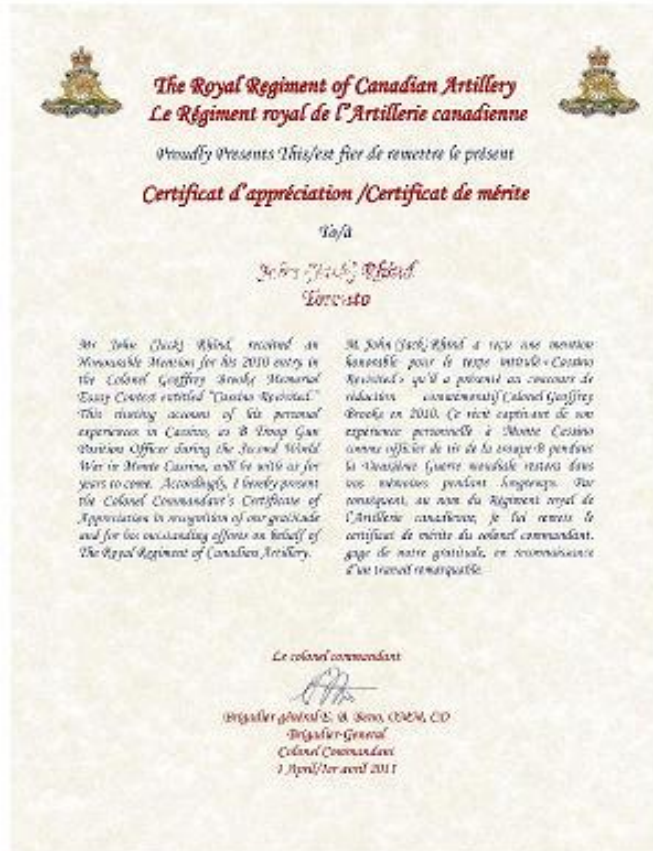 The Royal Regiment of Canadian Artillery
Le Régiment royal de l'Artillerie canadienne
Proudly Presents This/est fier de remettre le présent
Certificat d'appréciation /Certificat de mérite
To/à
John (Jack) Rhind
Toronto
Mr John (Jack) Rhind, received an
Honourable Mention for his 2010 entry in
the Colonel Geoffrey Brooks Memorial
Essay Contest entitled "Cassino Revisited."
This riveting account of his personal
experiences in Cassino, as B Troop Gun
Position Officer during the Second World
War in Monte Cassino, will be with us for
years to come. Accordingly, I hereby present
the Colonel Commandant's Certificate of
Appreciation in recognition of our gratitude
and for his outstanding efforts on behalf of
The Royal Regiment of Canadian Artillery.
M. John (Jack) Rhind a reçu une mention
honorable pour le texte intitulé « Cassino
Revisited » qu'il a présenté au concours de
rédaction commémoratif Colonel Geoffrey
Brooks en 2010. Ce récit captivant de son
expérience personnelle à Monte Cassino
comme officier de tir de la troupe B pendant
la Deuxième Guerre mondiale restera dans
nos mémoires pendant longtemps. Par
conséquent, au nom du Régiment royal de
l'Artillerie canadienne, je lui remets le
certificat de mérite du colonel commandant,
gage de notre gratitude, en reconnaissance
d'un travail remarquable.
Le colonel commandant
Brigadier général E. B. Beno, OMM, CD
Brigadier-General
Colonel Commandant
1 April/1er avril 2011